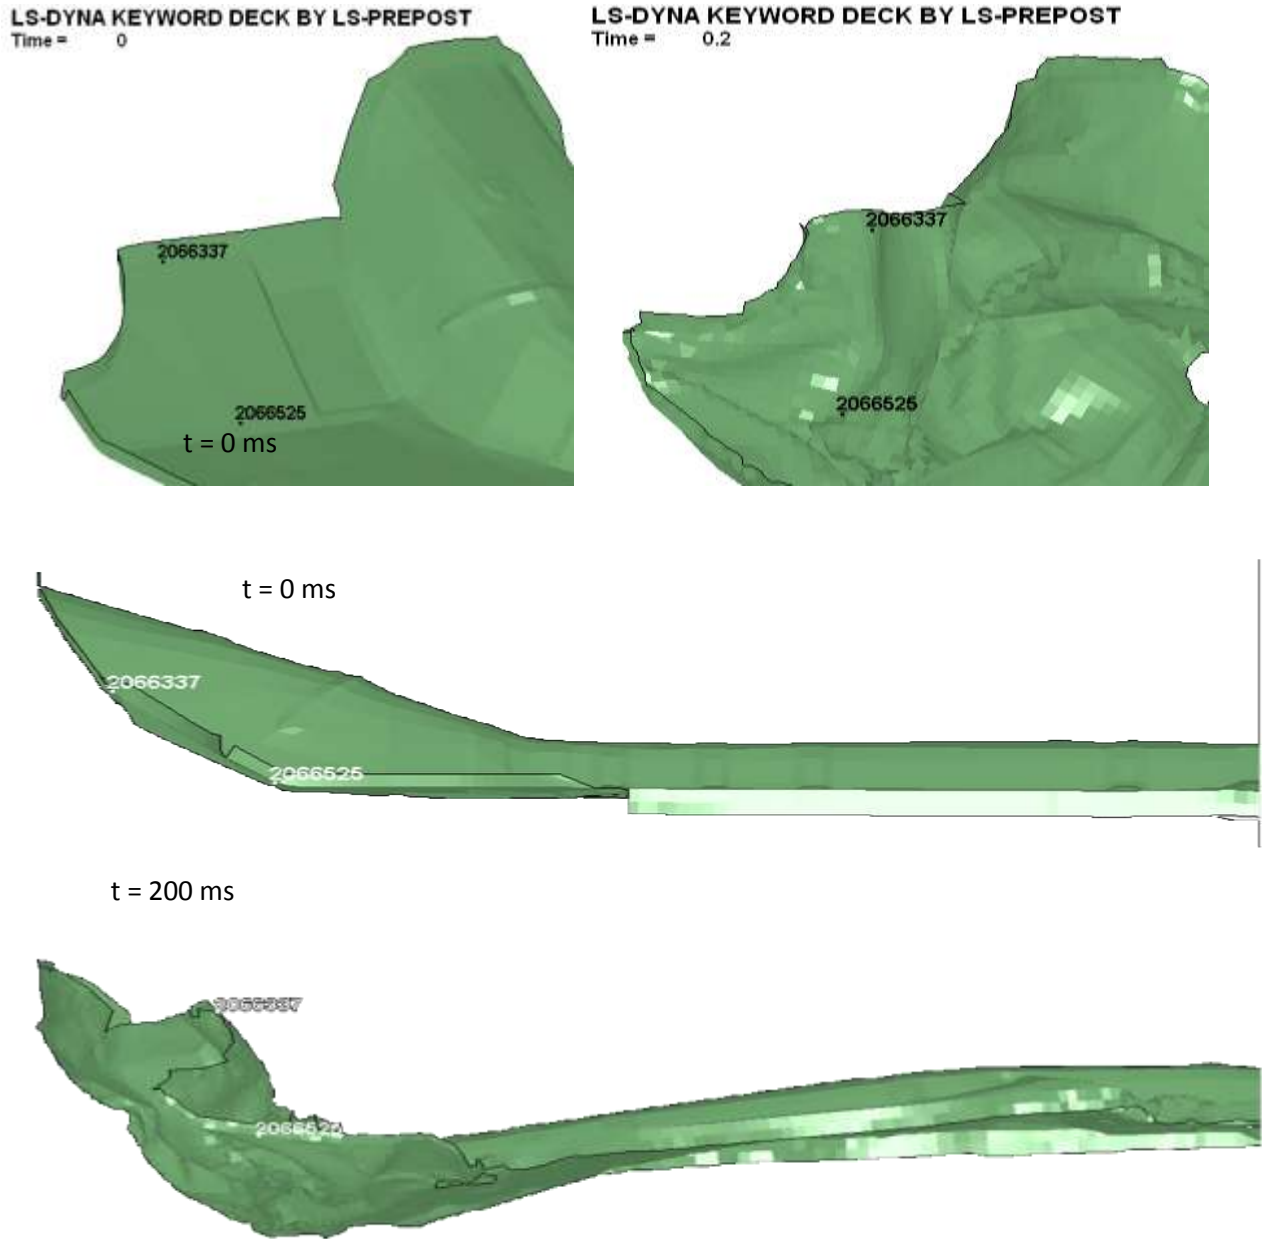 LS-DYNA KEYWORD DECK BY LS-PREPOST
Time = 0
LS-DYNA KEYWORD DECK BY LS-PREPOST
Time = 0.2
2066337
2066525
t = 0 ms
2066337
2066525
t = 0 ms
2066337
2066525
t = 200 ms
2066337